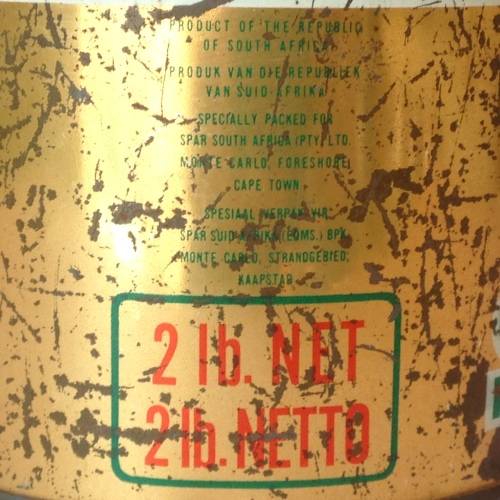 PRODUCT OF THE REPUBLIC
OF SOUTH AFRICA
PRODUK VAN DIE REPUBLIEK
VAN SUID-AFRIKA
SPECIALLY PACKED FOR
SPAR SOUTH AFRICA (PTY) LTD.
MONTE CARLO, FORESHORE,
CAPE TOWN
SPESIAAL VERPAK VIR
SPAR SUID-AFRIKA (EDMS.) BPK.
MONTE CARLO, STRANDGEBIED,
KAAPSTAD
2 lb. NET
2 lb. NETTO